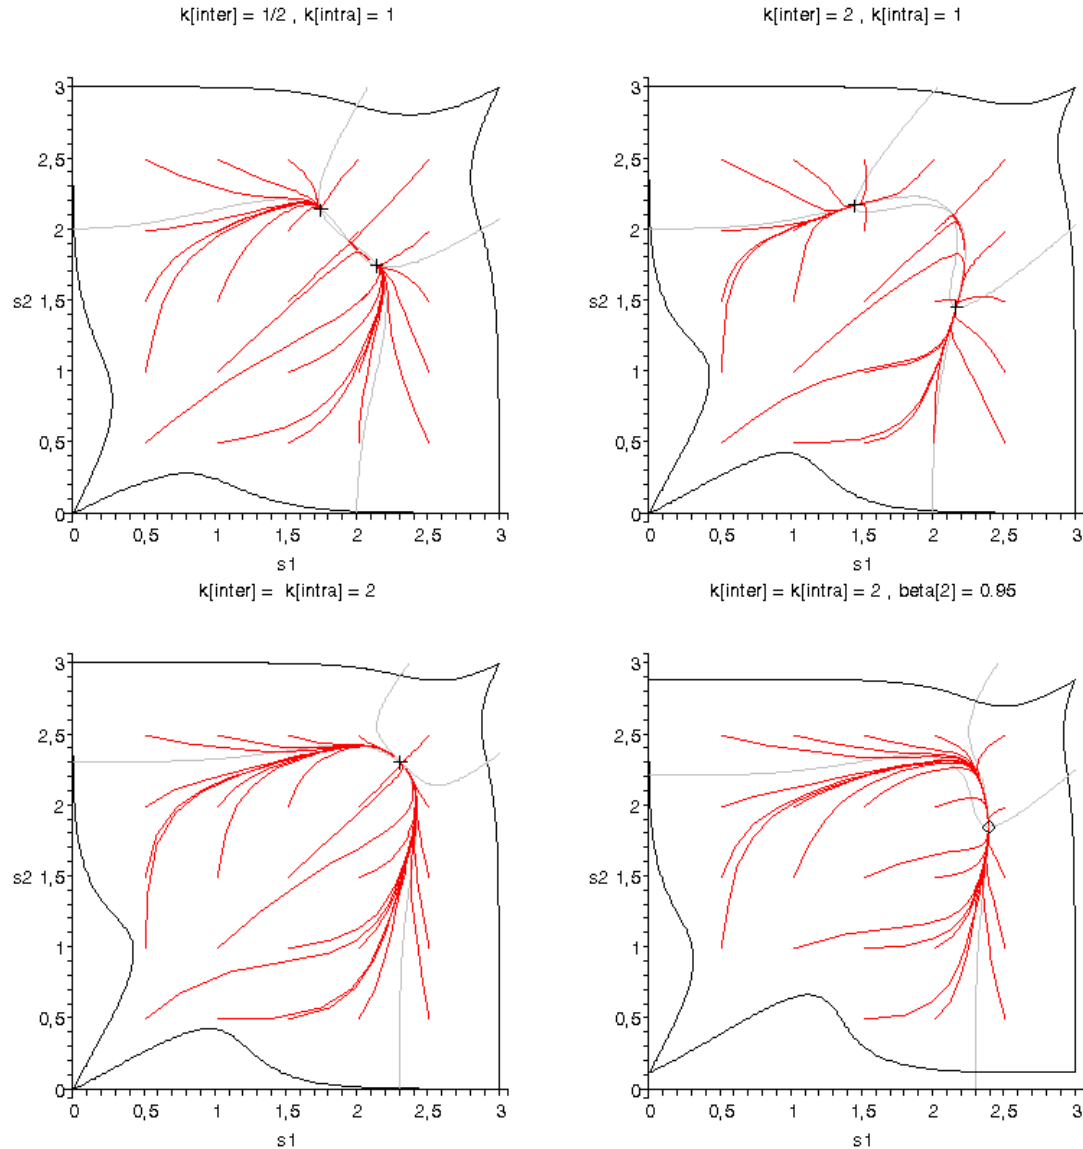 k[inter] = 1/2 , k[intra] = 1
3
2,5
2
s2 1,5
1
0,5
0
0 0,5 1 1,5 2 2,5 3
s1
k[inter] = 2 , k[intra] = 1
3
2,5
2
s2 1,5
1
0,5
0
0 0,5 1 1,5 2 2,5 3
s1
k[inter] = k[intra] = 2
3
2,5
2
s2 1,5
1
0,5
0
0 0,5 1 1,5 2 2,5 3
s1
k[inter] = k[intra] = 2 , beta[2] = 0.95
3
2,5
2
s2 1,5
1
0,5
0
0 0,5 1 1,5 2 2,5 3
s1